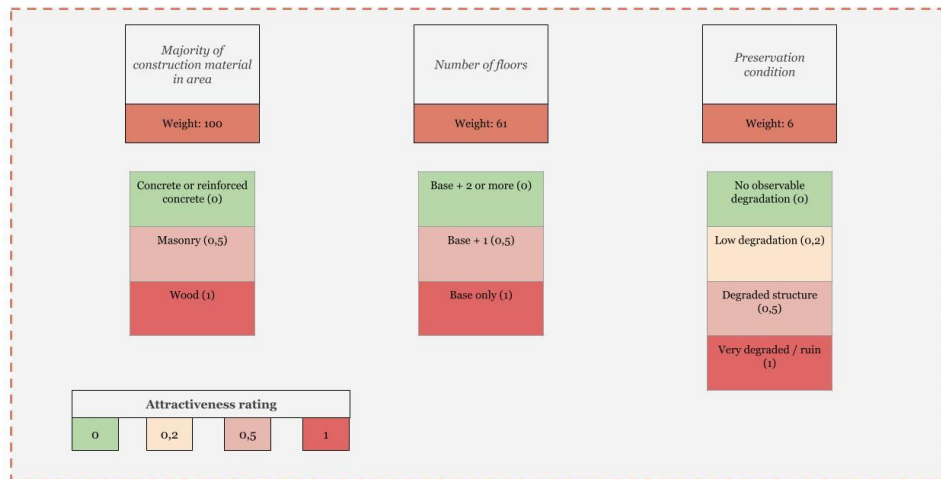 Majority of
construction material
in area
Weight: 100
Concrete or reinforced
concrete (0)
Masonry (0,5)
Wood (1)
Number of floors
Weight: 61
Base + 2 or more (0)
Base + 1 (0,5)
Base only (1)
Preservation
condition
Weight: 6
No observable
degradation (0)
Low degradation (0,2)
Degraded structure
(0,5)
Very degraded / ruin
(1)
Attractiveness rating
0
0,2
0,5
1